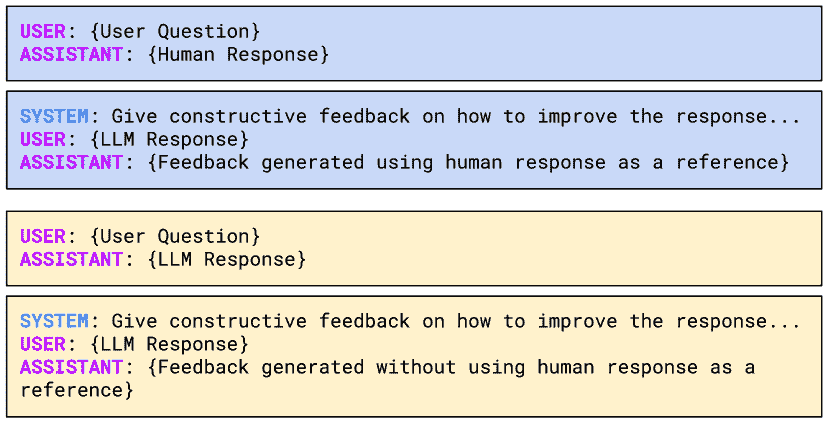 USER: {User Question}
ASSISTANT: {Human Response}
SYSTEM: Give constructive feedback on how to improve the response...
USER: {LLM Response}
ASSISTANT: {Feedback generated using human response as a reference}
USER: {User Question}
ASSISTANT: {LLM Response}
SYSTEM: Give constructive feedback on how to improve the response...
USER: {LLM Response}
ASSISTANT: {Feedback generated without using human response as a
reference}